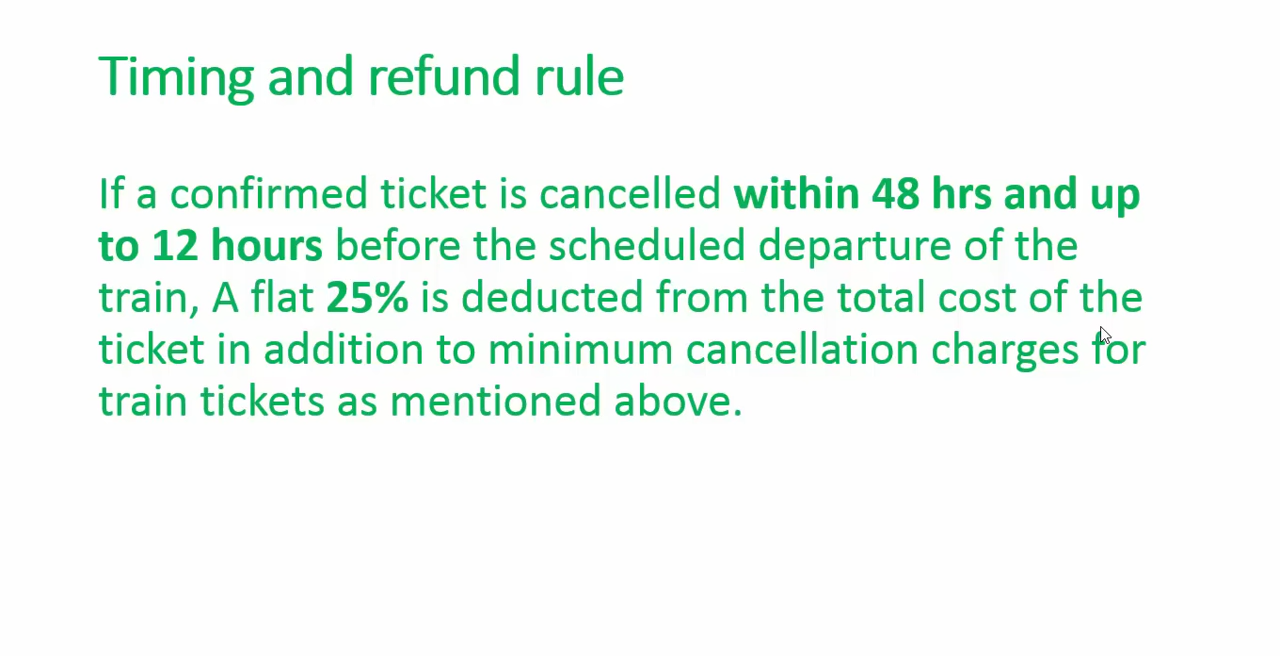 Timing and refund rule
If a confirmed ticket is cancelled within 48 hrs and up
to 12 hours before the scheduled departure of the
train, A flat 25% is deducted from the total cost of the
ticket in addition to minimum cancellation charges for
train tickets as mentioned above.